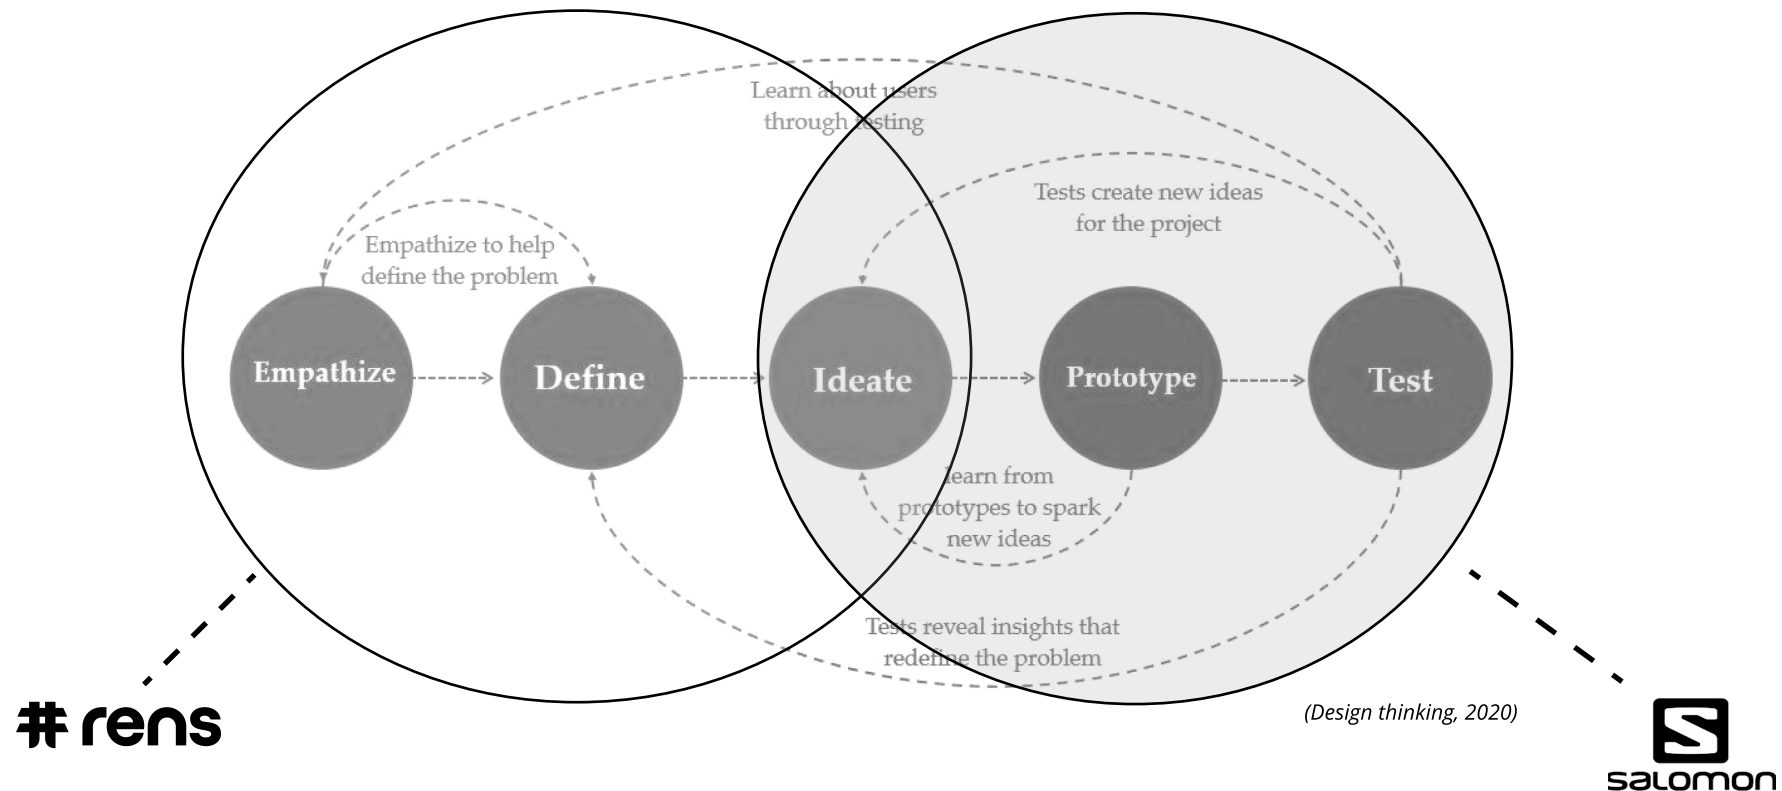 Learn about users
through testing
Tests create new ideas
for the project
Empathize to help
define the problem
Empathize
Define
Ideate
Prototype
Test
learn from
prototypes to spark
new ideas
Tests reveal insights that
redefine the problem
rens
(Design thinking, 2020)
S
salomon